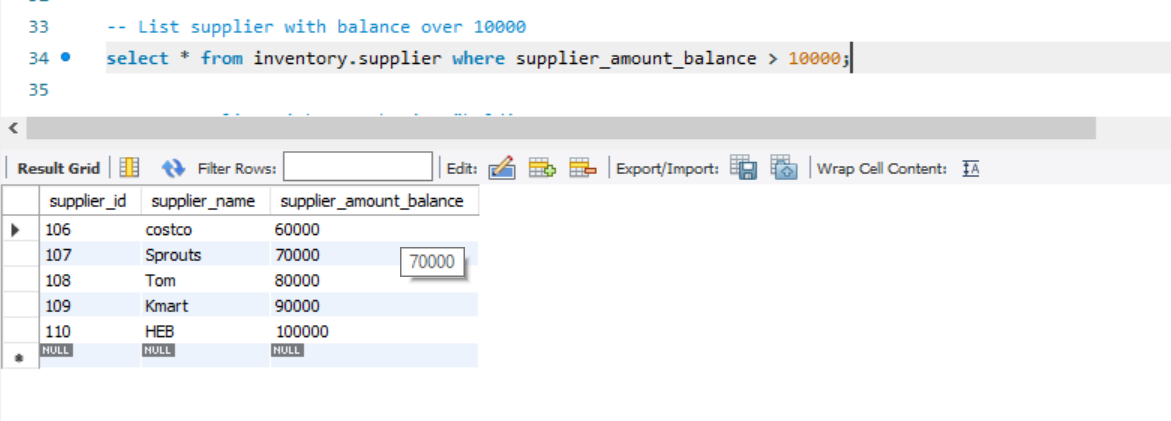 33 -- List supplier with balance over 10000
34 select * from inventory.supplier where supplier_amount_balance > 10000;
35
Result Grid Filter Rows: Edit: Export/Import: Wrap Cell Content:
supplier_id supplier_name supplier_amount_balance
106 costco 60000
107 Sprouts 70000
70000
108 Tom 80000
109 Kmart 90000
110 HEB 100000
NULL NULL NULL